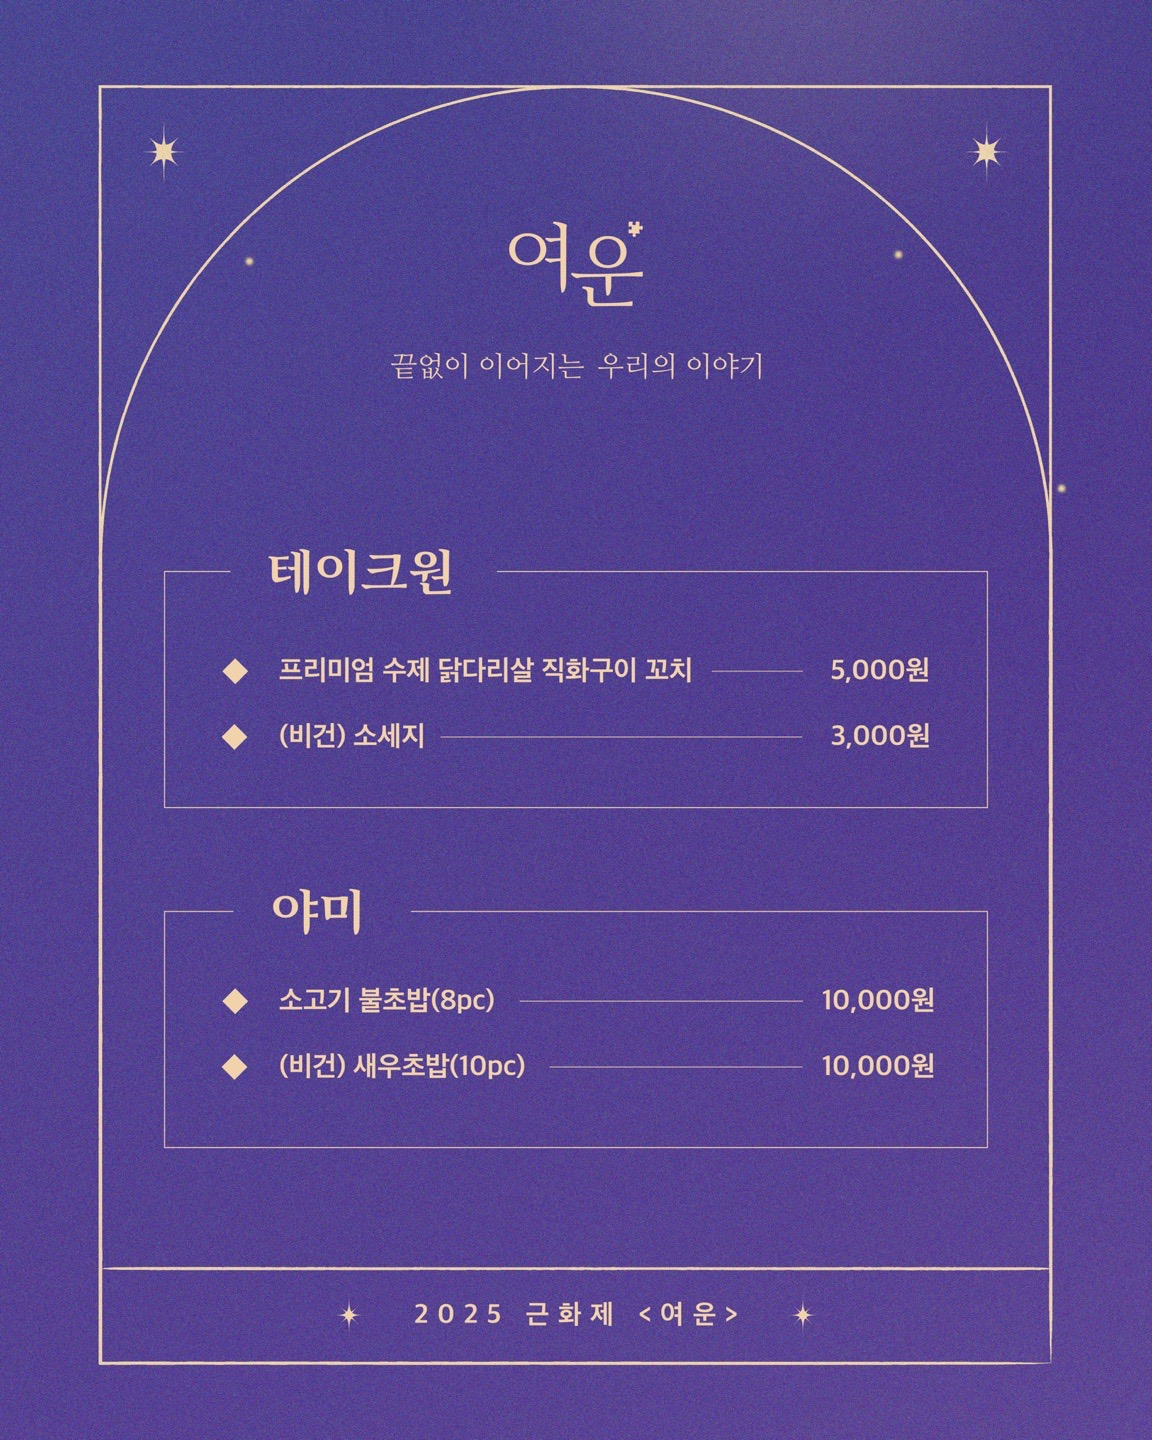 여운
끝없이 이어지는 우리의 이야기
테이크원
프리미엄 수제 닭다리살 직화구이 꼬치 5,000원
(비건) 소세지 3,000원
야미
소고기 불초밥(8pc) 10,000원
(비건) 새우초밥(10pc) 10,000원
2025 근화제 <여운>